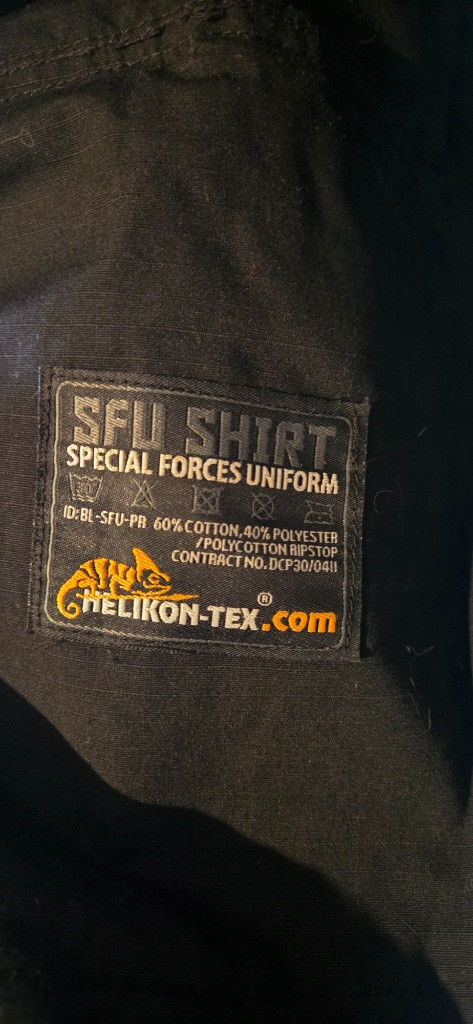 SFU SHIRT
SPECIAL FORCES UNIFORM
ID:BL-SFU-PR 60% COTTON,40% POLYESTER
/POLYCOTTON RIPSTOP
CONTRACT NO. DCP30/0411
HELIKON-TEX®.com